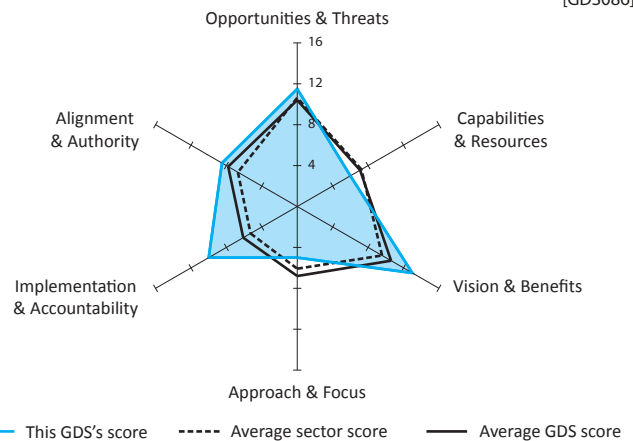 [GDS086]
Opportunities & Threats
16
12
8
4
Alignment
& Authority
Capabilities
& Resources
Implementation
& Accountability
Vision & Benefits
Approach & Focus
This GDS's score
Average sector score
Average GDS score